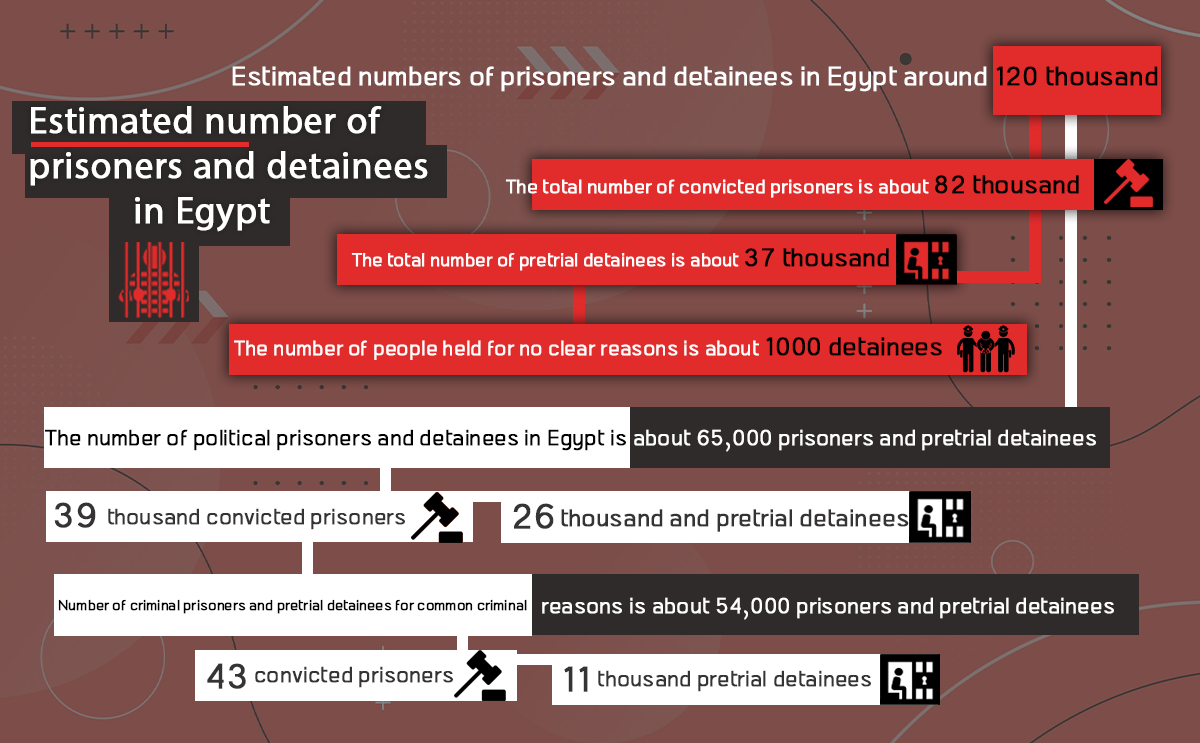 Estimated numbers of prisoners and detainees in Egypt around 120 thousand
Estimated number of
prisoners and detainees
in Egypt
The total number of convicted prisoners is about 82 thousand
The total number of pretrial detainees is about 37 thousand
The number of people held for no clear reasons is about 1000 detainees
The number of political prisoners and detainees in Egypt is about 65,000 prisoners and pretrial detainees
39 thousand convicted prisoners
26 thousand and pretrial detainees
Number of criminal prisoners and pretrial detainees for common criminal reasons is about 54,000 prisoners and pretrial detainees
43 convicted prisoners
11 thousand pretrial detainees